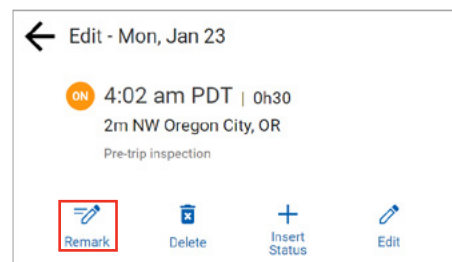 Edit - Mon, Jan 23
ON 4:02 am PDT | 0h30
2m NW Oregon City, OR
Pre-trip inspection
Remark Delete Insert Status Edit